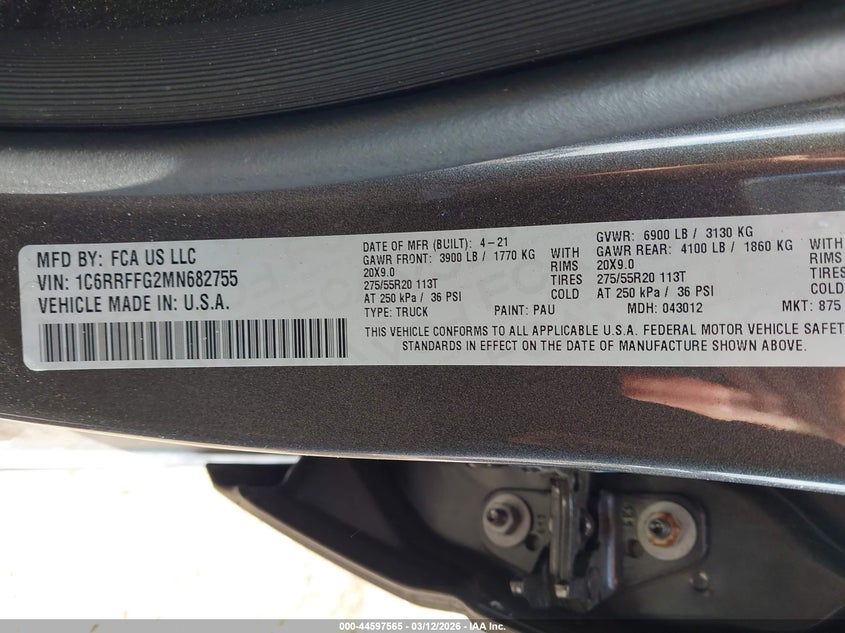 MFD BY: FCA US LLC
VIN: 1C6RRFFG2MN682755
VEHICLE MADE IN: U.S.A.
DATE OF MFR (BUILT): 4-21
GAWR FRONT: 3900 LB / 1770 KG WITH
20X9.0 RIMS
275/55R20 113T TIRES
AT 250 kPa / 36 PSI COLD
TYPE: TRUCK PAINT: PAU MDH: 043012 MKT: 875
GVWR: 6900 LB / 3130 KG
GAWR REAR: 4100 LB / 1860 KG WITH
20X9.0 RIMS
275/55R20 113T TIRES
AT 250 kPa / 36 PSI COLD
THIS VEHICLE CONFORMS TO ALL APPLICABLE U.S.A. FEDERAL MOTOR VEHICLE SAFET
STANDARDS IN EFFECT ON THE DATE OF MANUFACTURE SHOWN ABOVE.
000-44597565 - 03/12/2026 - IAA Inc.